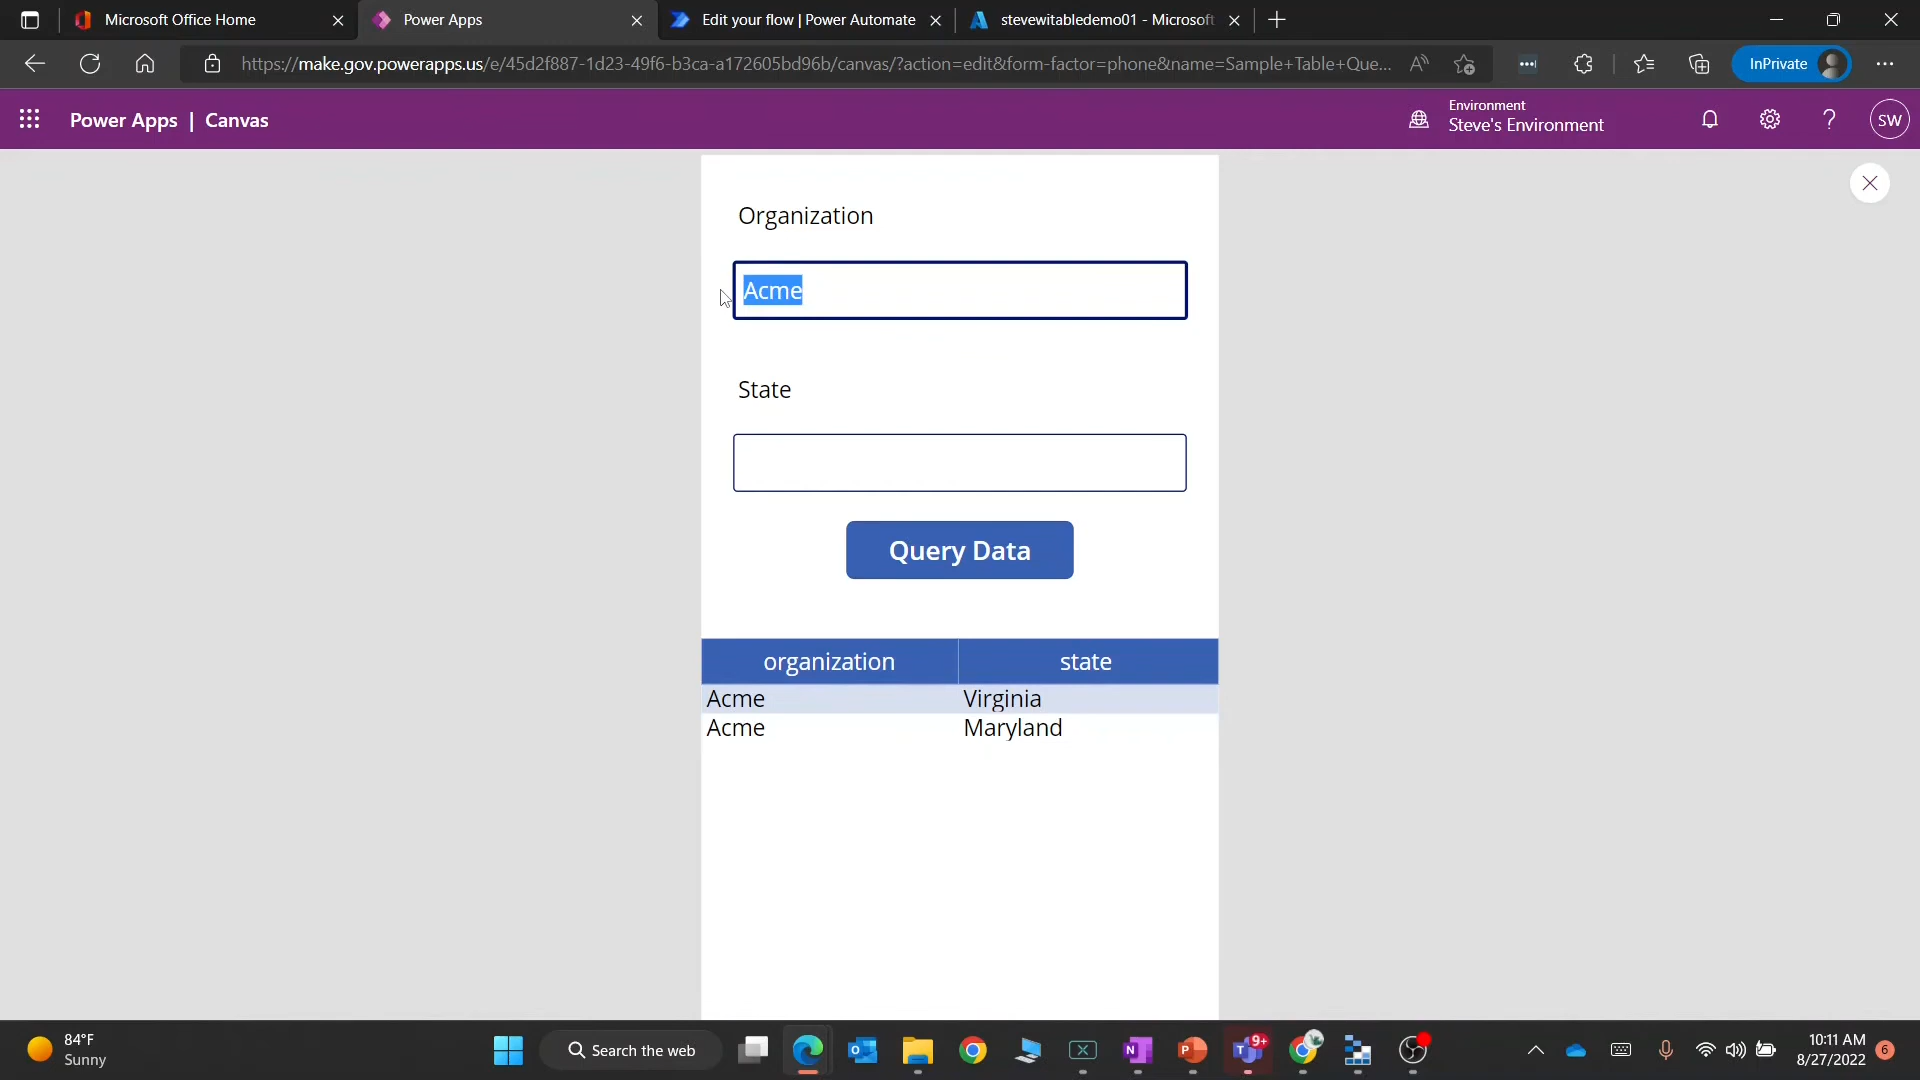 Microsoft Office Home
Power Apps
Edit your flow | Power Automate
stevewitabledemo01 - Microsoft
https://make.gov.powerapps.us/e/45d2f887-1d23-49f6-b3ca-a172605bd96b/canvas/?action=edit&form-factor=phone&name=Sample+Table+Que...
InPrivate
Power Apps | Canvas
Environment
Steve's Environment
SW
Organization
Acme
State
Query Data
organization state
Acme Virginia
Acme Maryland
84°F
Sunny
Search the web
9+
10:11 AM
8/27/2022
6